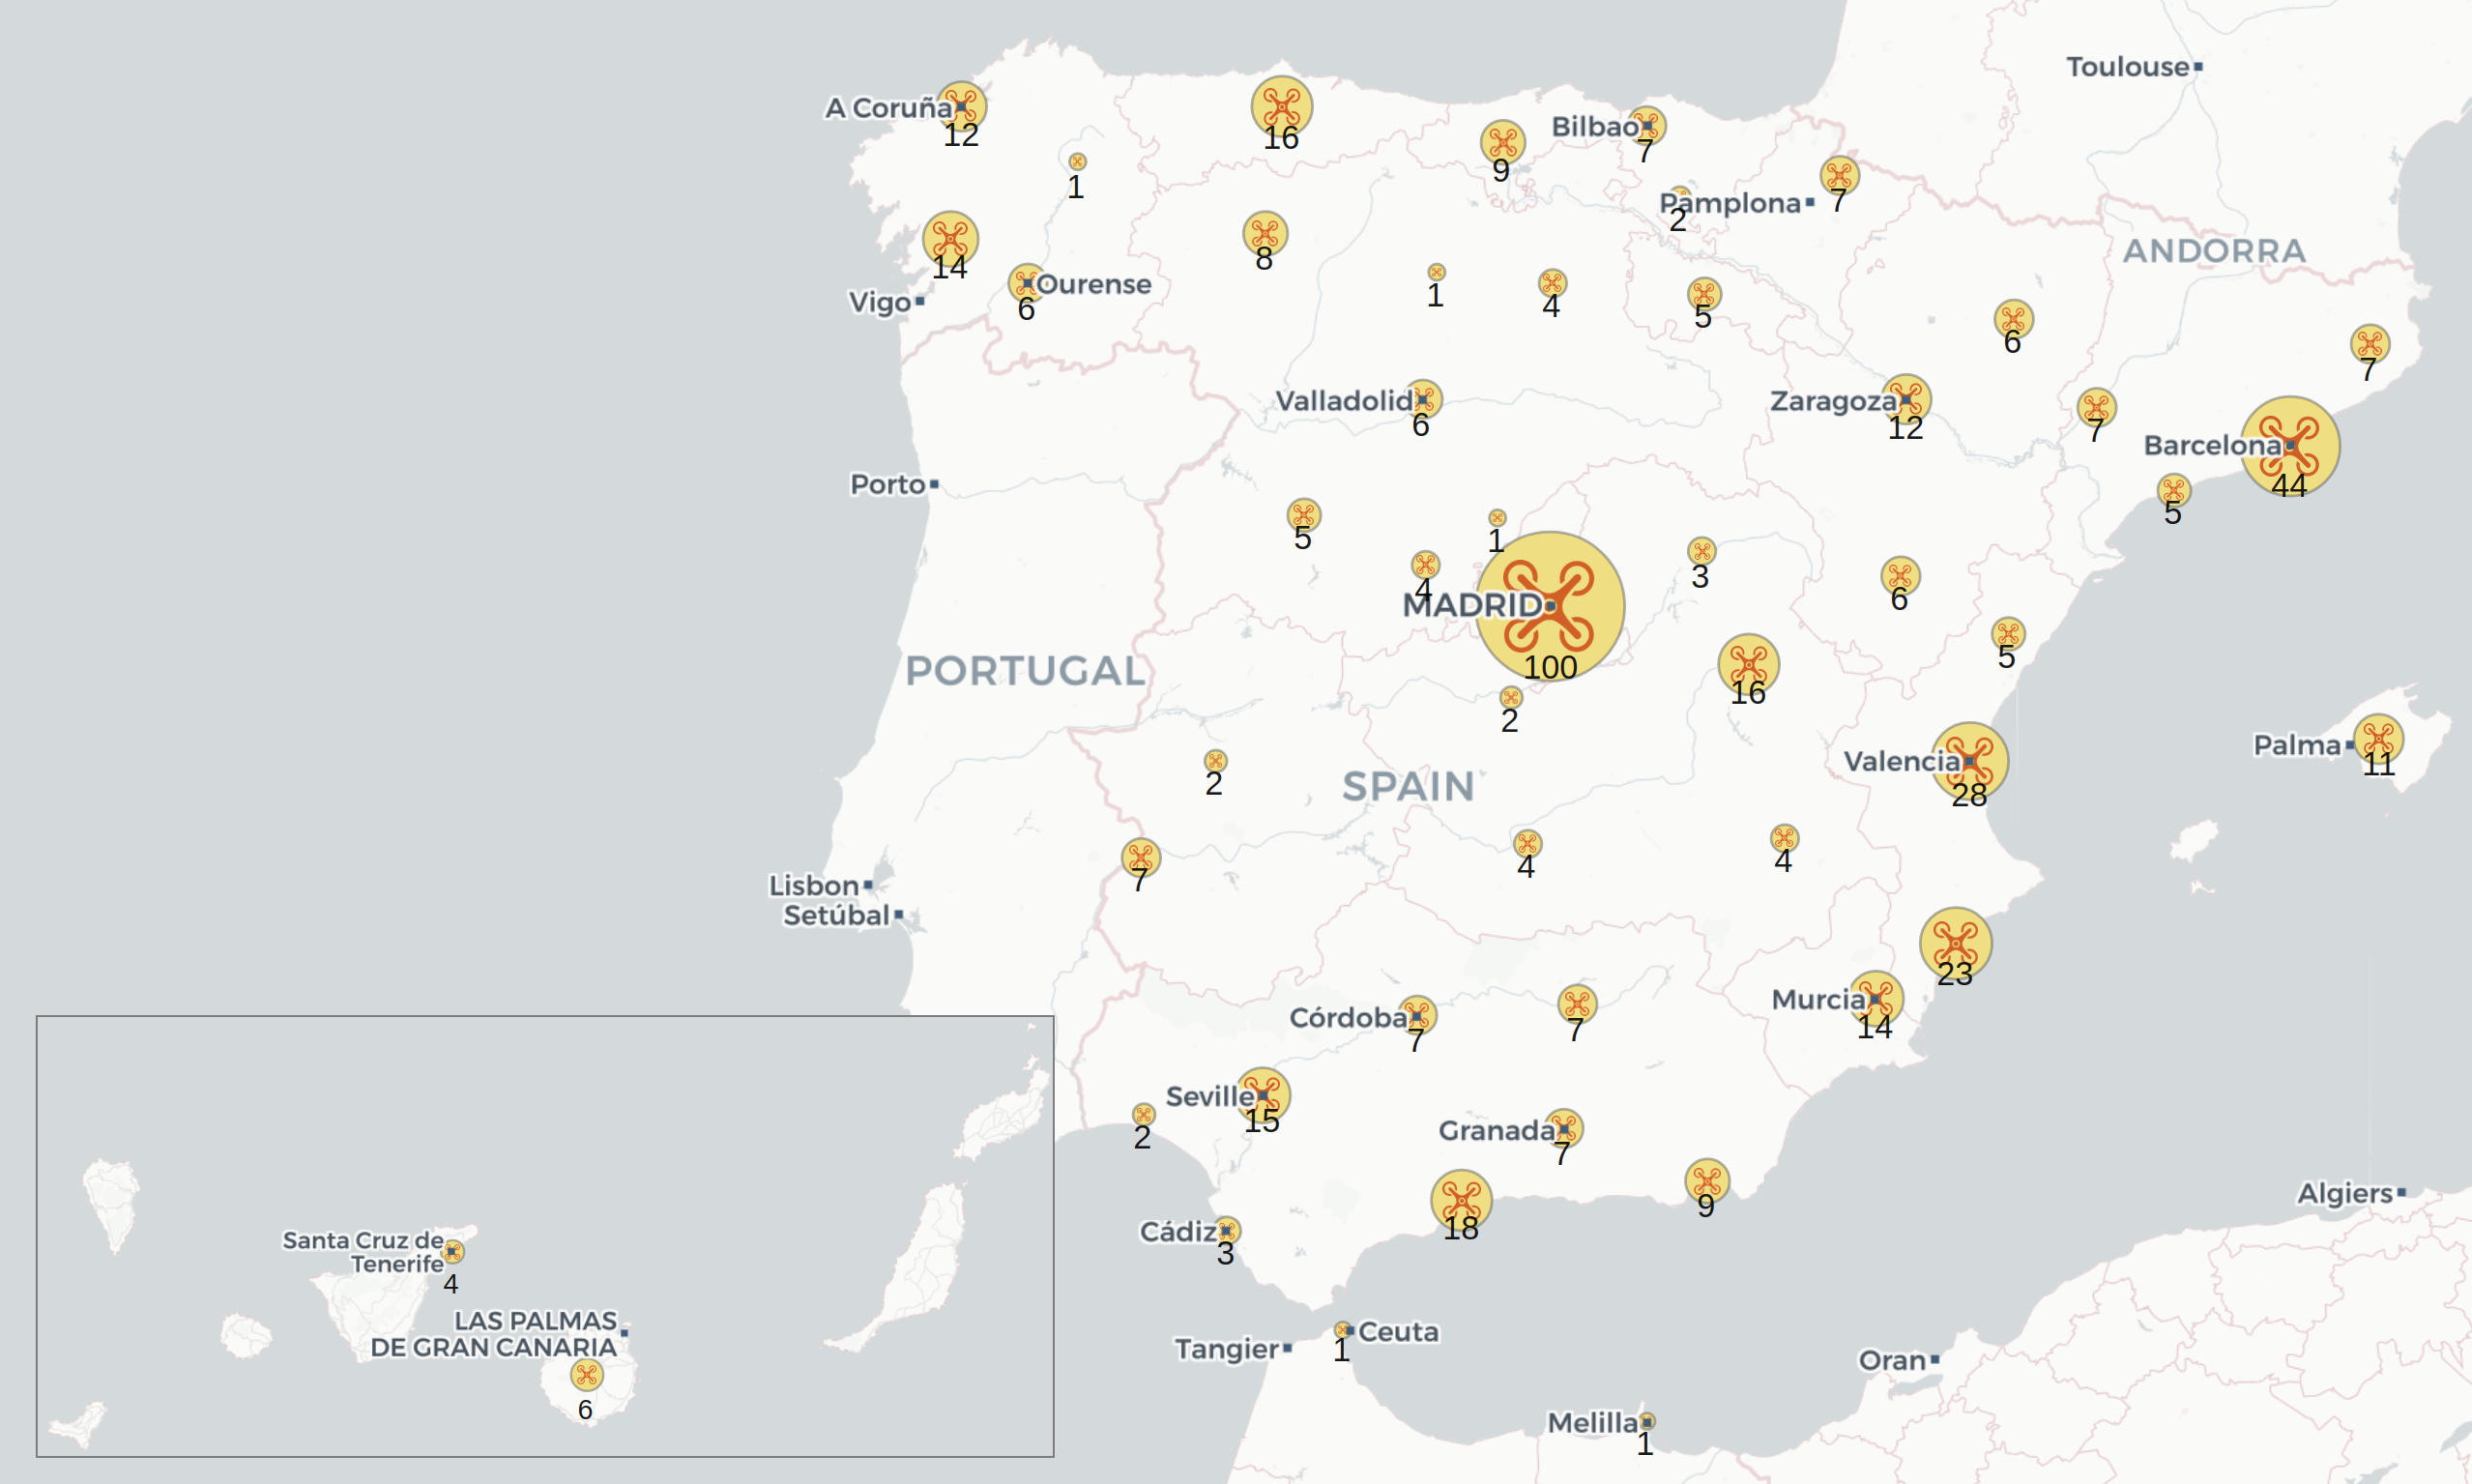 Toulouse
A Coruña
12
16
Bilbao
7
9
1
7
Pamplona
2
14
8
ANDORRA
Ourense
6
Vigo
1
4
5
6
7
Valladolid
6
Zaragoza
12
7
Barcelona
44
Porto
5
5
1
4
MADRID
100
3
6
5
PORTUGAL
16
2
Palma
11
Valencia
28
2
SPAIN
7
4
4
Lisbon
Setúbal
23
Murcia
14
Córdoba
7
7
Seville
15
2
Granada
7
Algiers
9
18
Cádiz
3
Santa Cruz de
Tenerife
4
LAS PALMAS
DE GRAN CANARIA
6
Ceuta
1
Tangier
Oran
Melilla
1